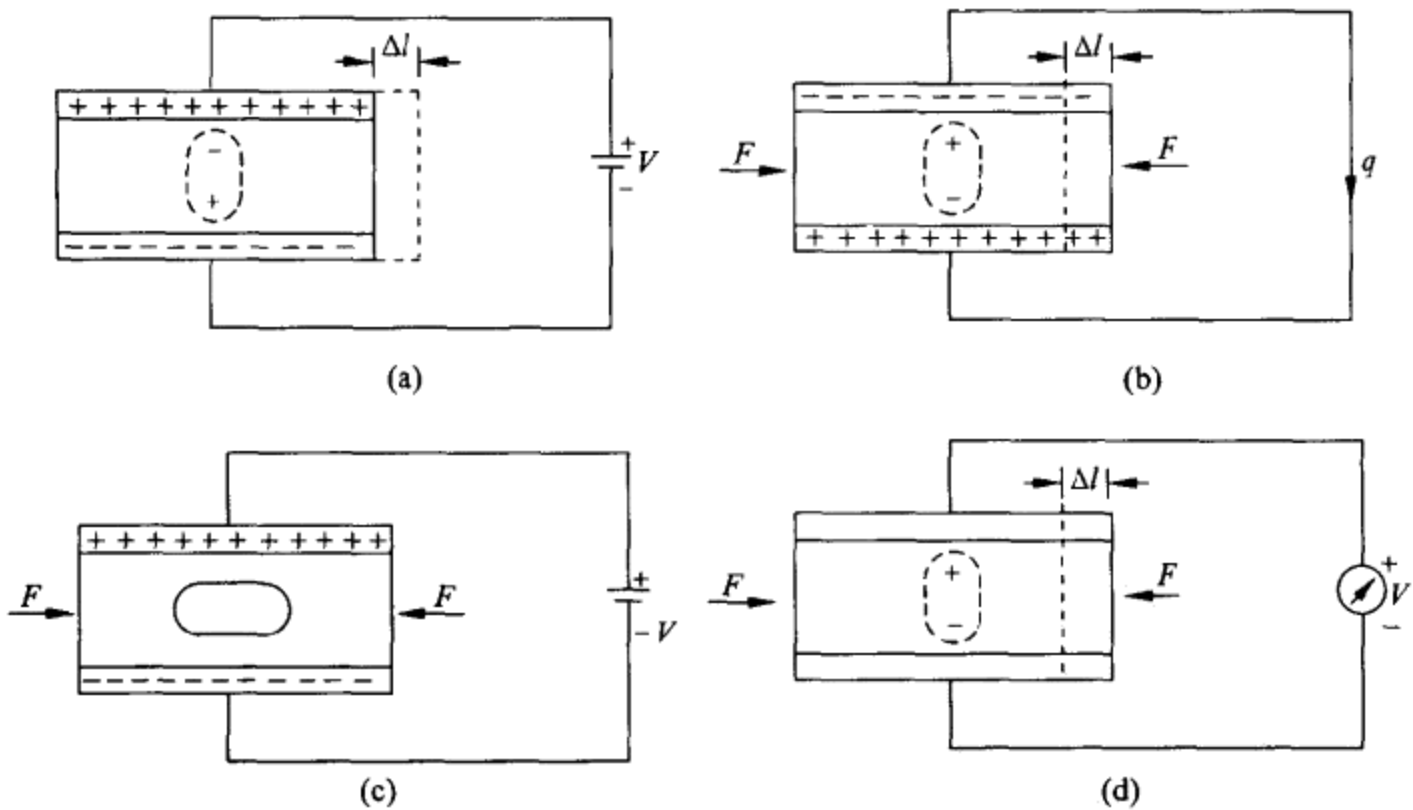 Δl
+ + + + + + + + + + +
−
+
− − − − − − − − − − −
+
V
−
(a)
Δl
− − − − − − − − − − −
F
+
−
F
q
+ + + + + + + + + +
(b)
+ + + + + + + + + + +
F
F
+
− V
− − − − − − − − − −
(c)
Δl
F
+
−
F
+
V
−
(d)